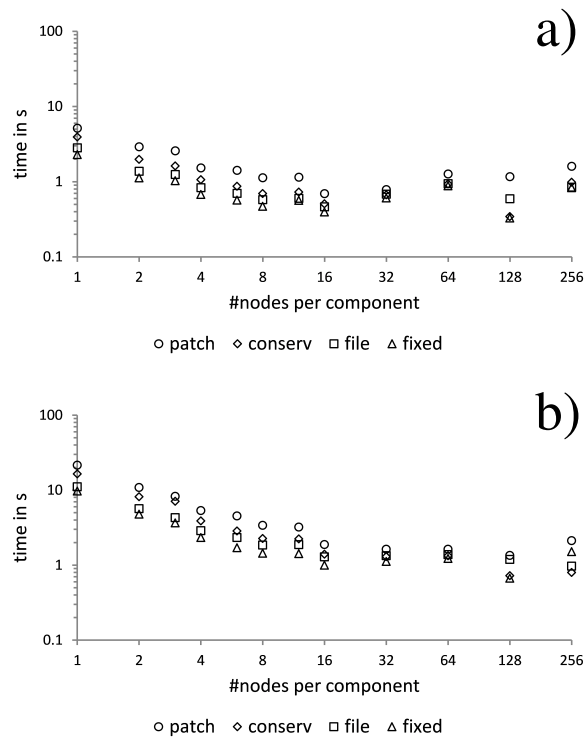 a)
100
10
1
0.1
time in s
1 2 4 8 16 32 64 128 256
#nodes per component
patch conserv file fixed
b)
100
10
1
0.1
time in s
1 2 4 8 16 32 64 128 256
#nodes per component
patch conserv file fixed